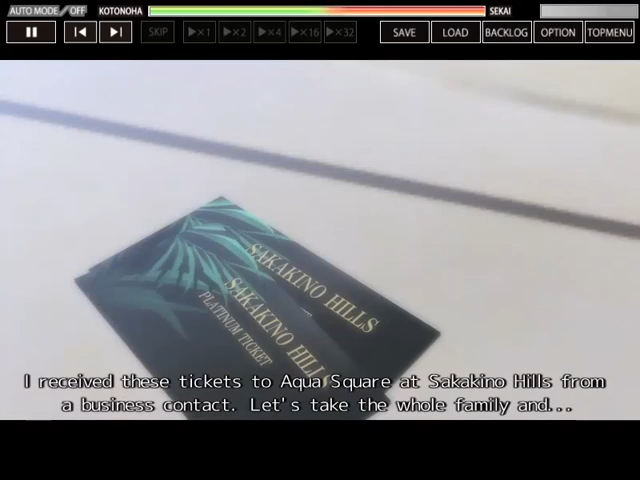 AUTO MODE/OFF KOTONOHA SEKAI
SKIP ▶×1 ▶×2 ▶×4 ▶×16 ▶×32 SAVE LOAD BACKLOG OPTION TOPMENU
SAKAKINO HILLS
SAKAKINO HILL
PLATINUM TICKET
I received these tickets to Aqua Square at Sakakino Hills from
a business contact. Let's take the whole family and...